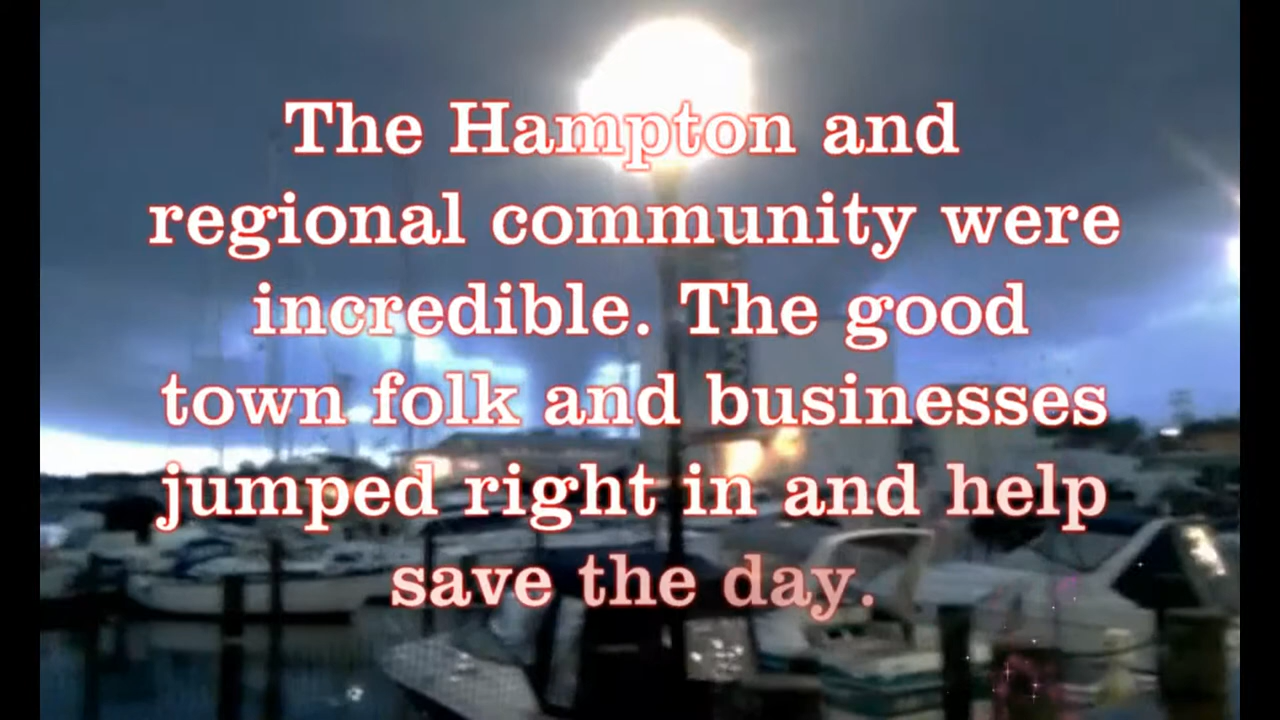 The Hampton and
regional community were
incredible. The good
town folk and businesses
jumped right in and help
save the day.